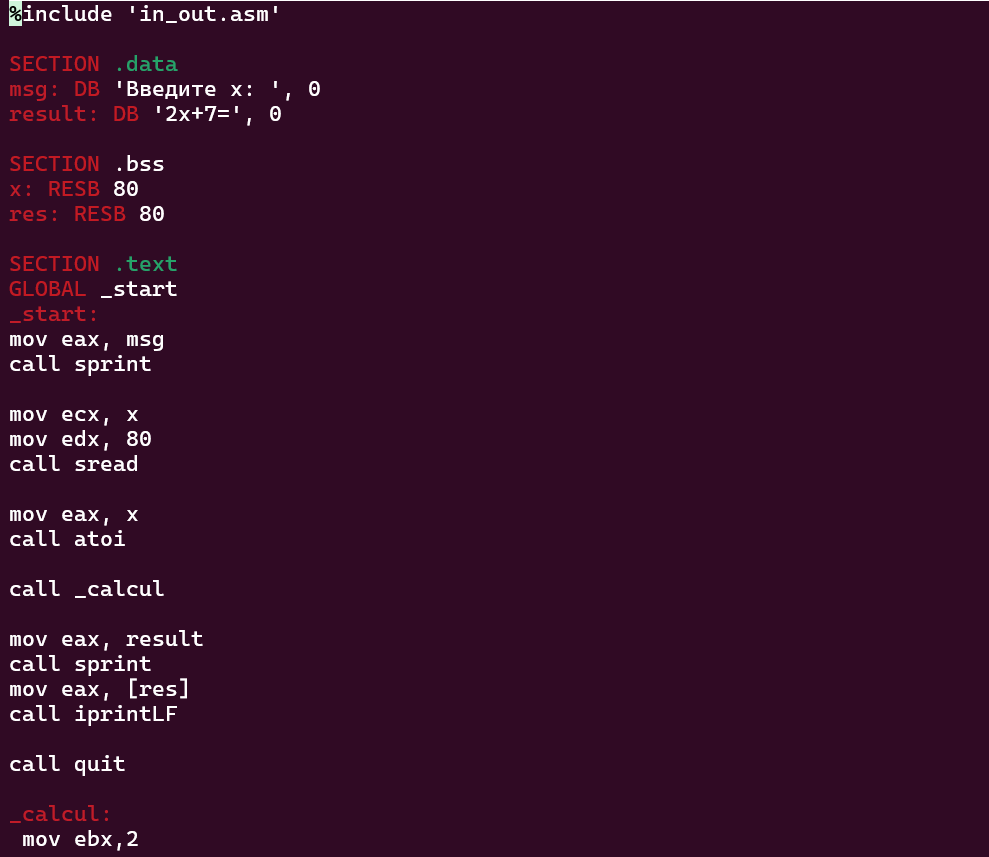 %include 'in_out.asm'
SECTION .data
msg: DB 'Введите x: ', 0
result: DB '2x+7=', 0
SECTION .bss
x: RESB 80
res: RESB 80
SECTION .text
GLOBAL _start
_start:
mov eax, msg
call sprint
mov ecx, x
mov edx, 80
call sread
mov eax, x
call atoi
call _calcul
mov eax, result
call sprint
mov eax, [res]
call iprintLF
call quit
_calcul:
mov ebx,2